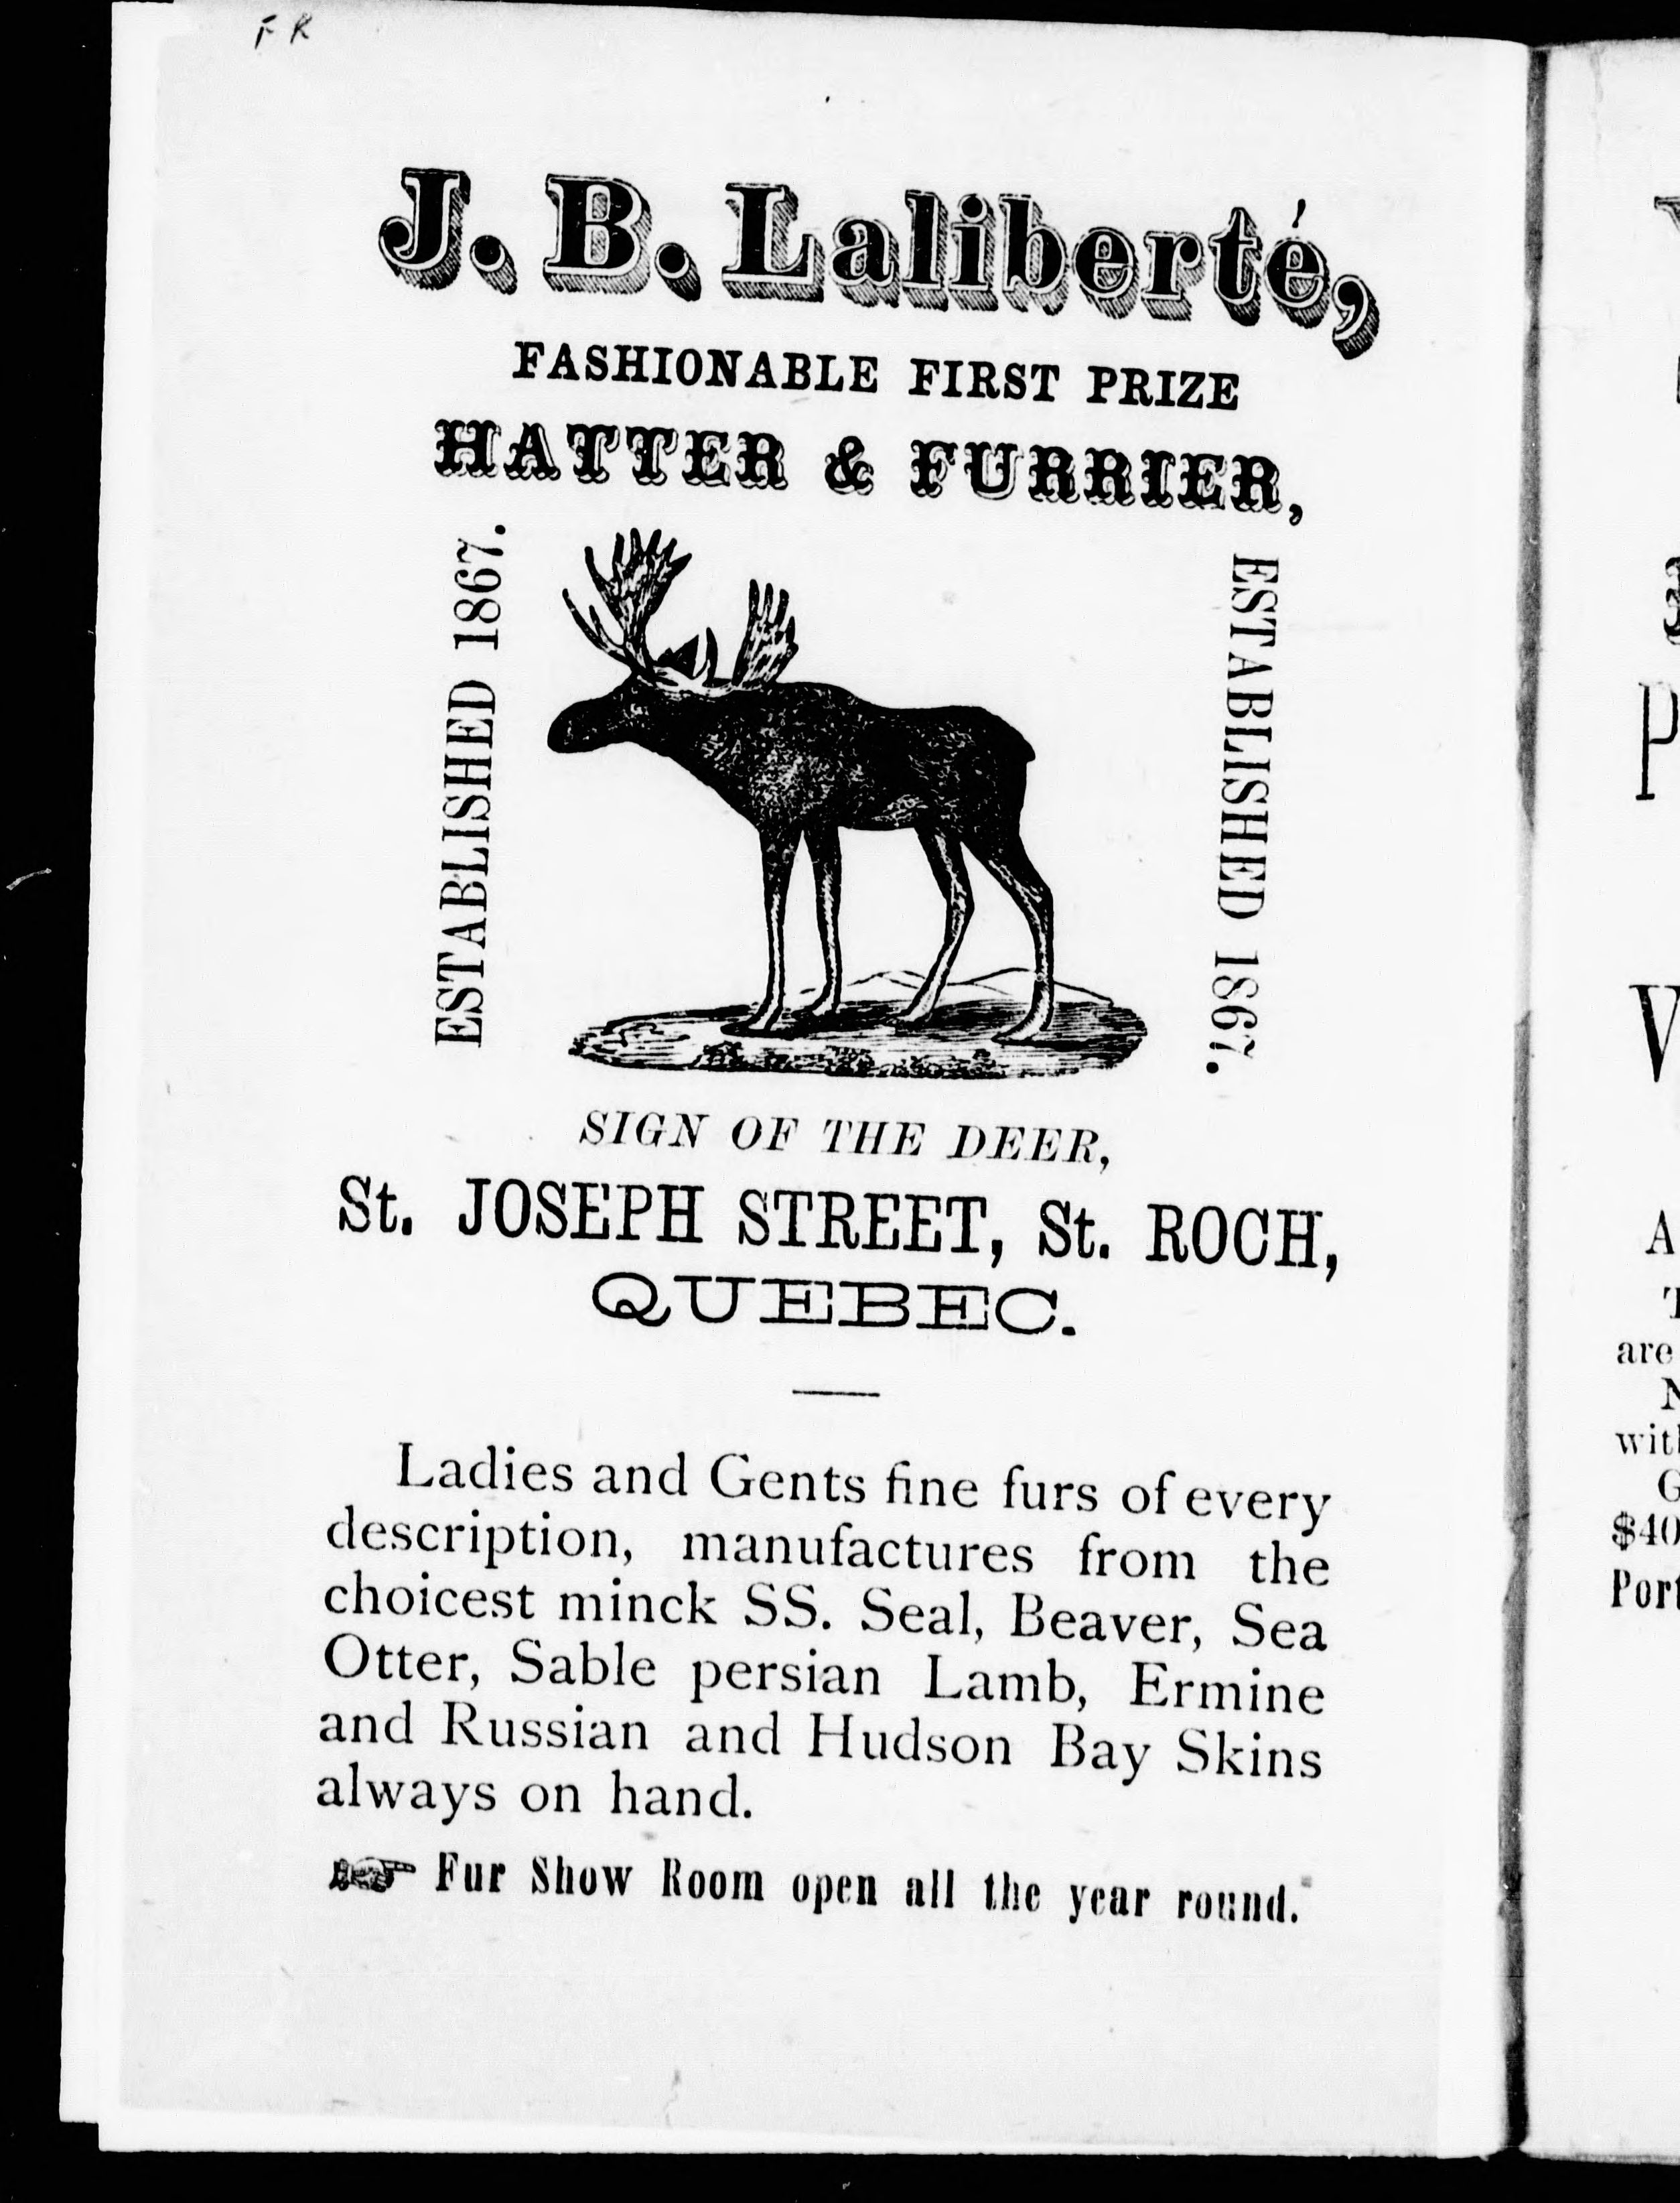 F R
J. B. Laliberté,
FASHIONABLE FIRST PRIZE
HATTER & FURRIER,
ESTABLISHED 1867.
ESTABLISHED 1867.
SIGN OF THE DEER,
St. JOSEPH STREET, St. ROCH,
QUEBEC.
Ladies and Gents fine furs of every
description, manufactures from the
choicest minck SS. Seal, Beaver, Sea
Otter, Sable persian Lamb, Ermine
and Russian and Hudson Bay Skins
always on hand.
☞ Fur Show Room open all the year round.
are
$40